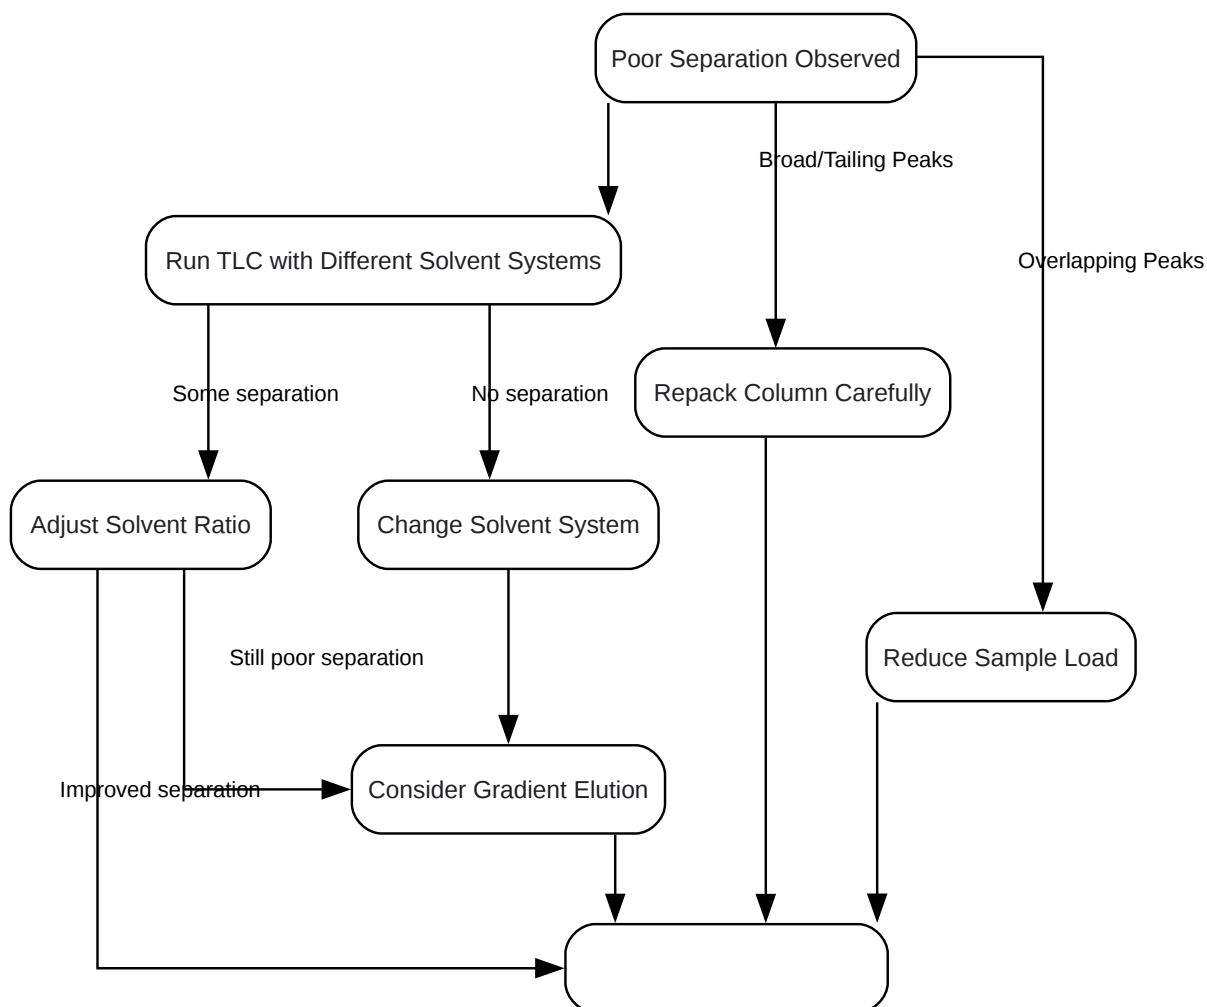 Poor Separation Observed
Broad/Tailing Peaks
Run TLC with Different Solvent Systems
Overlapping Peaks
Some separation
No separation
Repack Column Carefully
Adjust Solvent Ratio
Change Solvent System
Still poor separation
Reduce Sample Load
Improved separation
Consider Gradient Elution